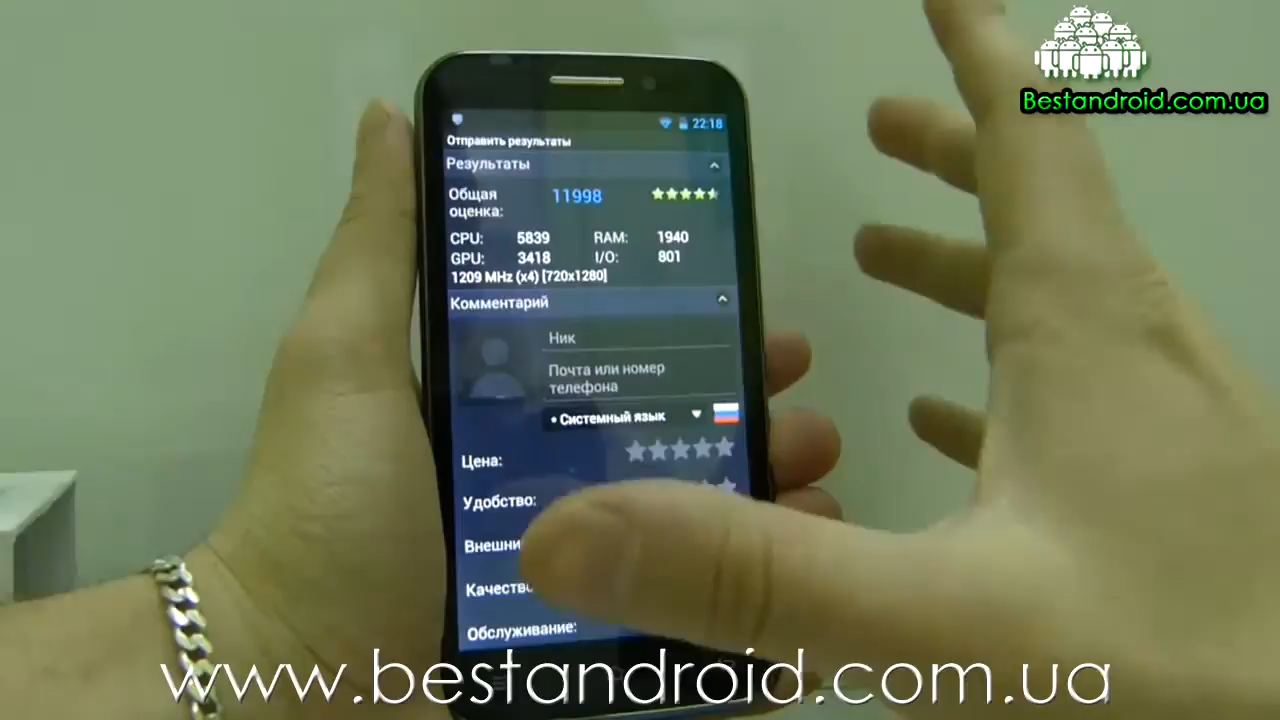 Bestandroid.com.ua
22:18
Отправить результаты
Результаты
Общая оценка: 11998
CPU: 5839 RAM: 1940
GPU: 3418 I/O: 801
1209 MHz (x4) [720x1280]
Комментарий
Ник
Почта или номер
телефона
• Системный язык
Цена:
Удобство:
Внешни
Качество
Обслуживание:
www.bestandroid.com.ua